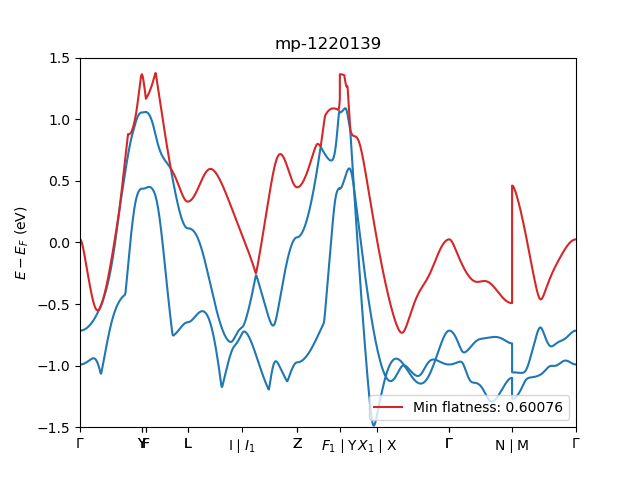 mp-1220139
1.5
1.0
0.5
0.0
−0.5
−1.0
−1.5
E − E_F (eV)
Min flatness: 0.60076
Γ Y F L I | I₁ Z F₁ | Y X₁ | X Γ N | M Γ